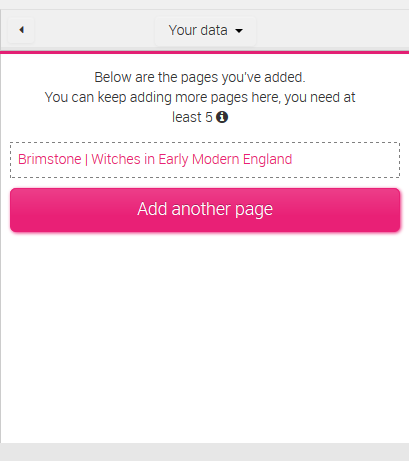 Your data
Below are the pages you've added.
You can keep adding more pages here, you need at
least 5
Brimstone | Witches in Early Modern England
Add another page